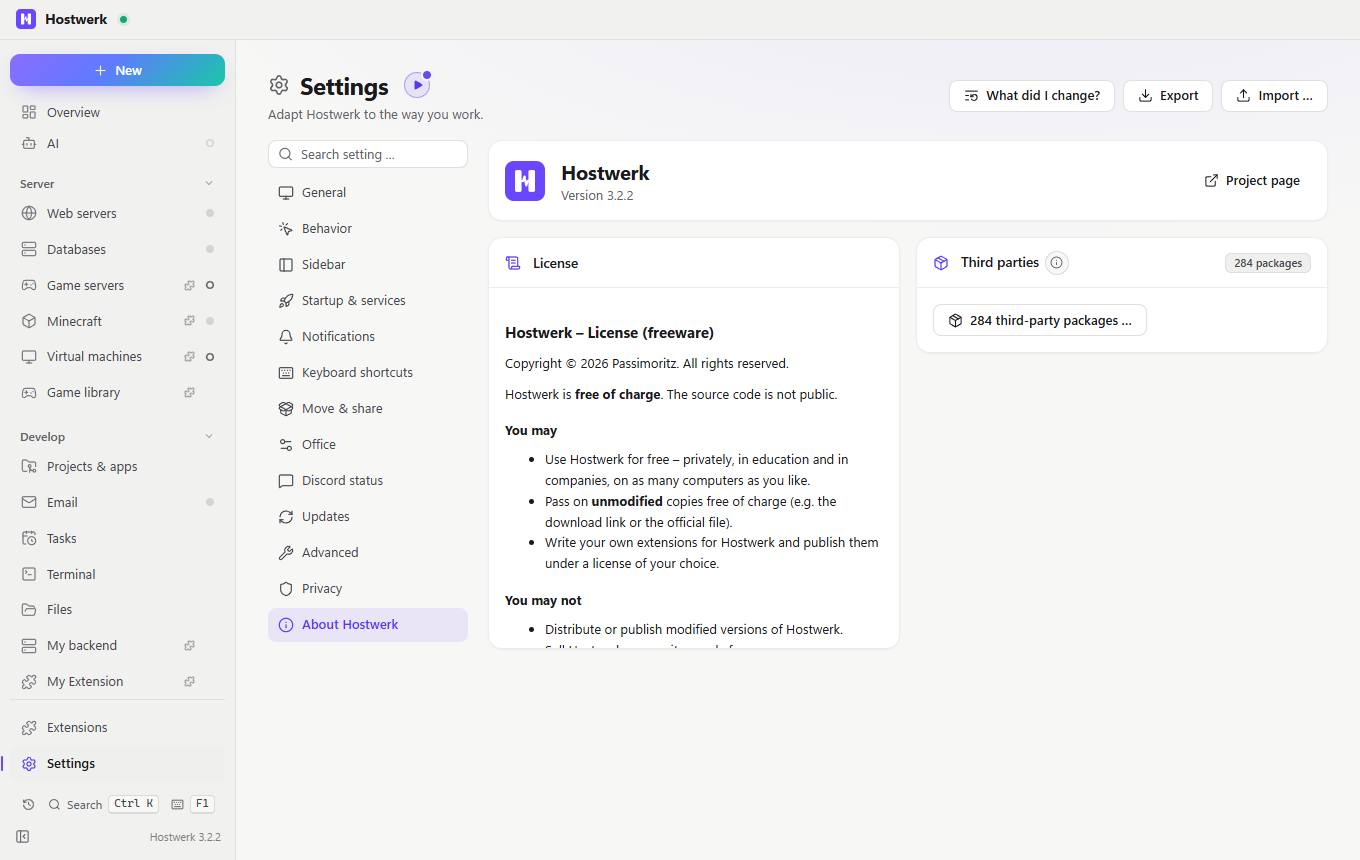 Hostwerk
New
Overview
AI
Server
Web servers
Databases
Game servers
Minecraft
Virtual machines
Game library
Develop
Projects & apps
Email
Tasks
Terminal
Files
My backend
My Extension
Extensions
Settings
Search Ctrl K F1
Hostwerk 3.2.2
Settings
Adapt Hostwerk to the way you work.
What did I change?
Export
Import ...
Search setting ...
General
Behavior
Sidebar
Startup & services
Notifications
Keyboard shortcuts
Move & share
Office
Discord status
Updates
Advanced
Privacy
About Hostwerk
Hostwerk
Version 3.2.2
Project page
License
Hostwerk – License (freeware)
Copyright © 2026 Passimoritz. All rights reserved.
Hostwerk is free of charge. The source code is not public.
You may
• Use Hostwerk for free – privately, in education and in
companies, on as many computers as you like.
• Pass on unmodified copies free of charge (e.g. the
download link or the official file).
• Write your own extensions for Hostwerk and publish them
under a license of your choice.
You may not
• Distribute or publish modified versions of Hostwerk.
Third parties
284 packages
284 third-party packages ...